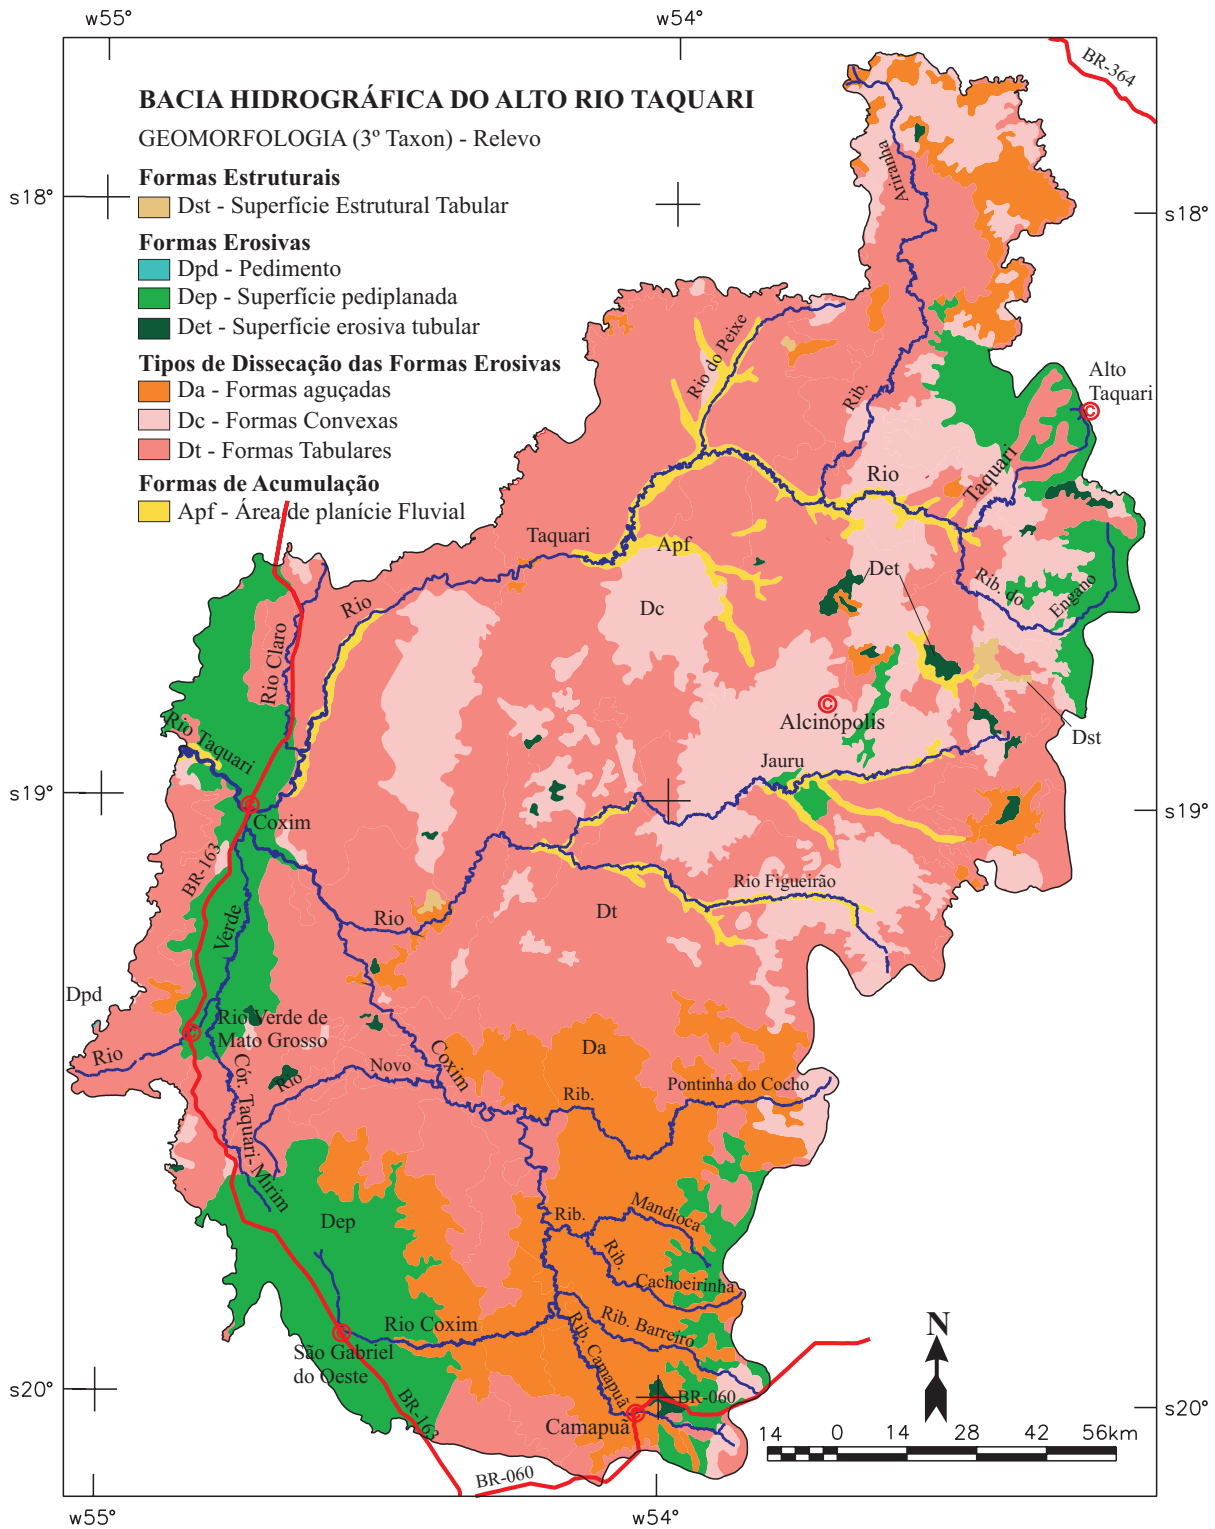 w55°
w54°
BR-364
BACIA HIDROGRÁFICA DO ALTO RIO TAQUARI
GEOMORFOLOGIA (3º Taxon) - Relevo
Formas Estruturais
Dst - Superfície Estrutural Tabular
Formas Erosivas
Dpd - Pedimento
Dep - Superfície pediplanada
Det - Superfície erosiva tubular
Tipos de Dissecação das Formas Erosivas
Da - Formas aguçadas
Dc - Formas Convexas
Dt - Formas Tabulares
Formas de Acumulação
Apf - Área de planície Fluvial
s18°
s18°
Ariranha
Rib.
Rio do Peixe
Alto
Taquari
Rio
Taquari
Taquari
Apf
Det
Rib. do
Engano
Rio
Dc
Rio Claro
Alcinópolis
Dst
Rio Taquari
Jauru
s19°
s19°
Coxim
BR-163
Rio Figueirão
Verde
Rio
Dt
Dpd
Rio Verde de
Mato Grosso
Rio
Da
Coxim
Novo
Rio
Rib.
Pontinha do Cocho
Cór. Taquari-Mirim
Dep
Rib.
Mandioca
Rib.
Cachoeirinha
Rio Coxim
Rib. Barreiro
Rib. Camapuã
São Gabriel
do Oeste
N
s20°
s20°
BR-163
BR-060
Camapuã
14 0 14 28 42 56km
BR-060
w55°
w54°